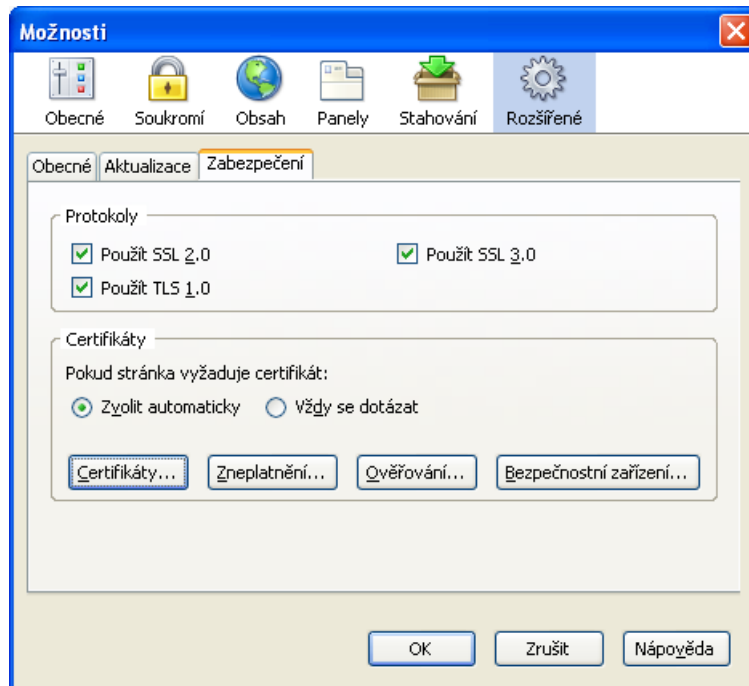 Možnosti
Obecné Soukromí Obsah Panely Stahování Rozšířené
Obecné Aktualizace Zabezpečení
Protokoly
Použít SSL 2.0 Použít SSL 3.0
Použít TLS 1.0
Certifikáty
Pokud stránka vyžaduje certifikát:
Zvolit automaticky Vždy se dotázat
Certifikáty... Zneplatnění... Ověřování... Bezpečnostní zařízení...
OK Zrušit Nápověda